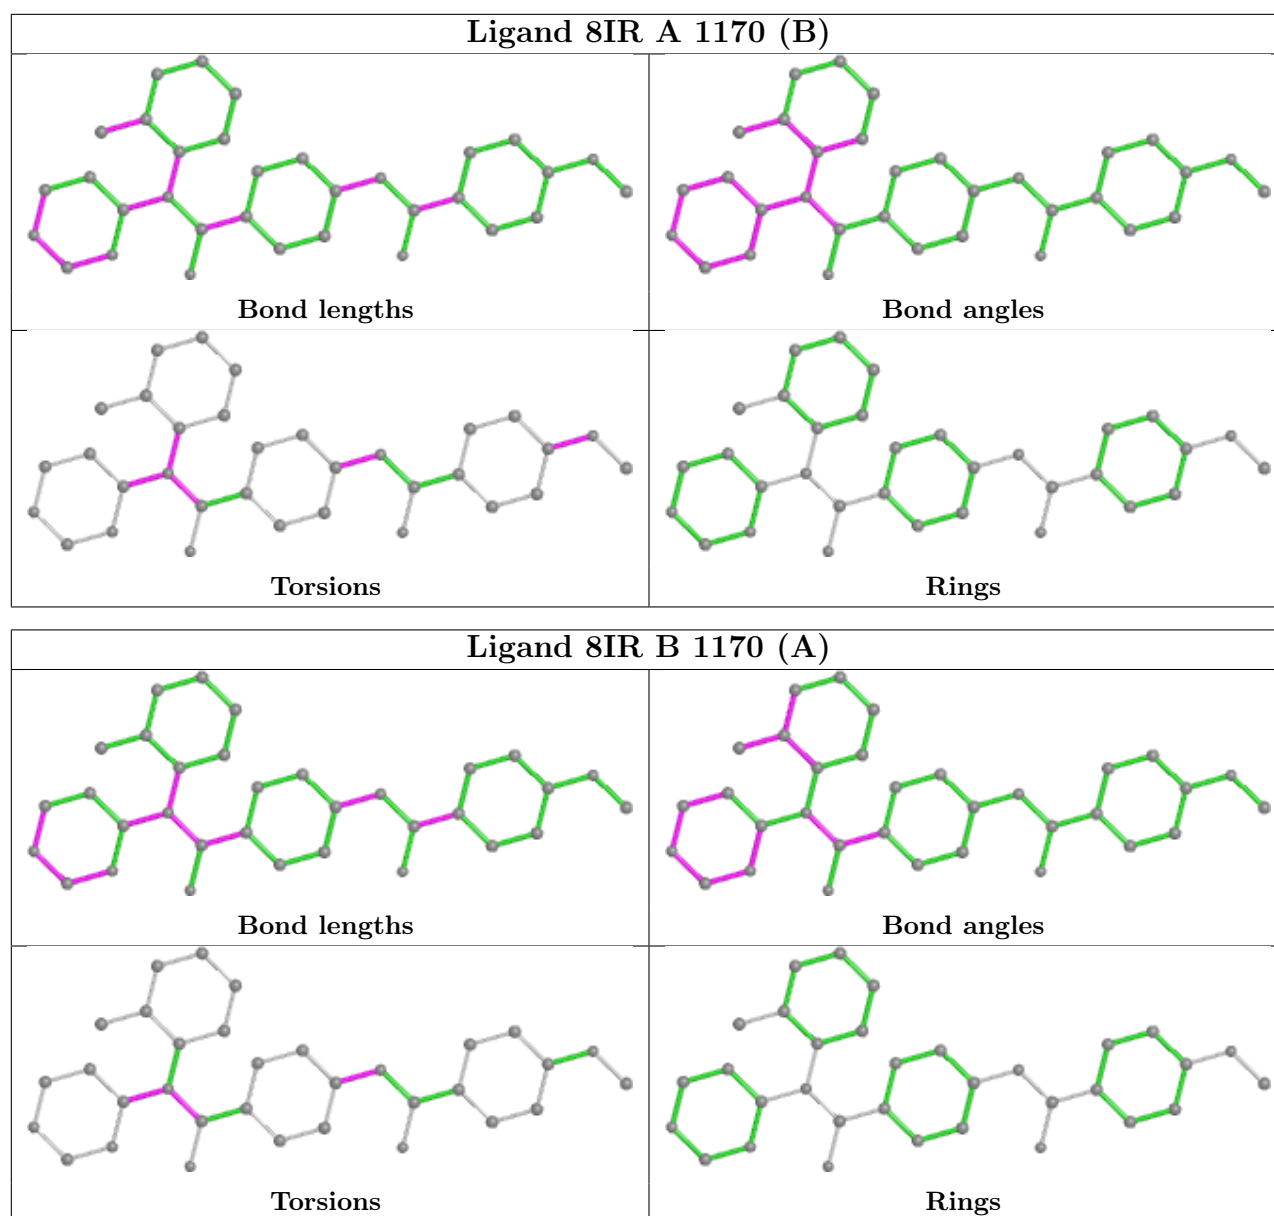 Ligand 8IR A 1170 (B)
Bond lengths
Bond angles
Torsions
Rings
Ligand 8IR B 1170 (A)
Bond lengths
Bond angles
Torsions
Rings